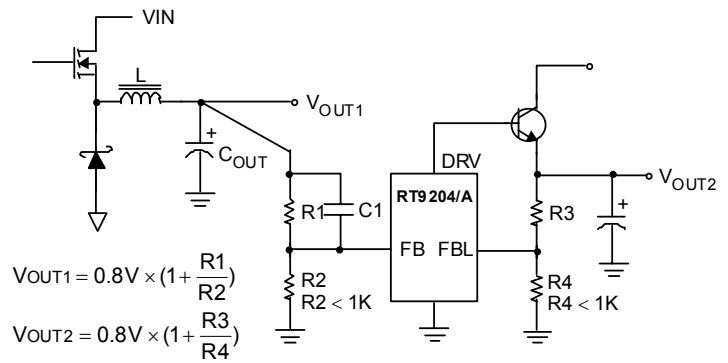 VIN
L
VOUT1
+
COUT
DRV
VOUT2
R1
C1
RT9204/A
R3
+
FB
FBL
R2
R2 < 1K
R4
R4 < 1K
VOUT1 = 0.8V × (1+ R1/R2)
VOUT2 = 0.8V × (1+ R3/R4)